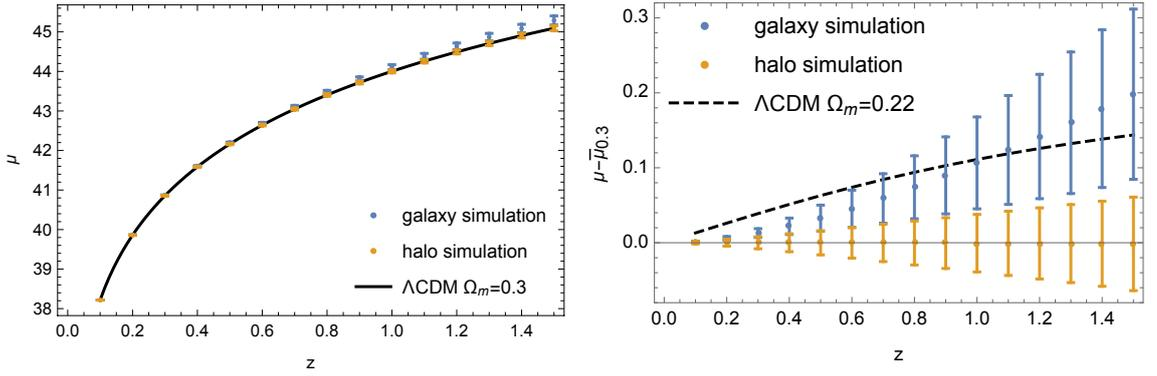 45
44
43
42
41
40
39
38
μ
galaxy simulation
halo simulation
ΛCDM Ωm=0.3
0.0 0.2 0.4 0.6 0.8 1.0 1.2 1.4
z
0.3
0.2
0.1
0.0
μ-μ̅0.3
galaxy simulation
halo simulation
ΛCDM Ωm=0.22
0.0 0.2 0.4 0.6 0.8 1.0 1.2 1.4
z